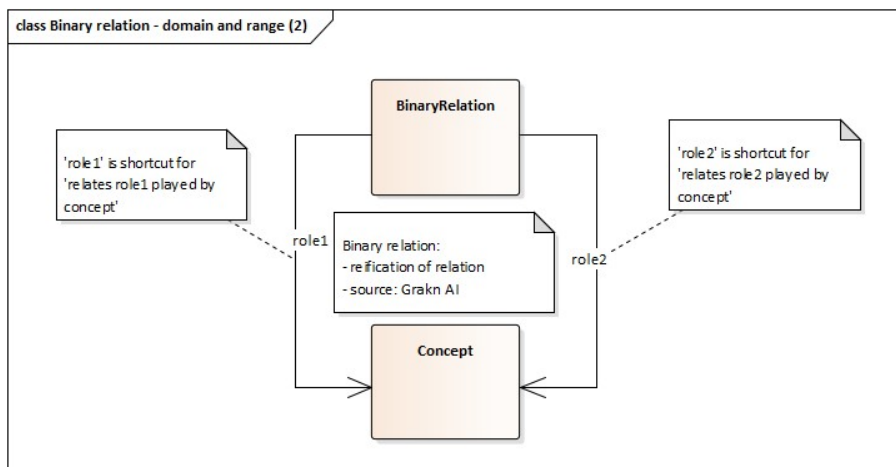 class Binary relation - domain and range (2)
BinaryRelation
'role1' is shortcut for
'relates role1 played by
concept'
'role2' is shortcut for
'relates role2 played by
concept'
role1
Binary relation:
- reification of relation
- source: Grakn AI
role2
Concept